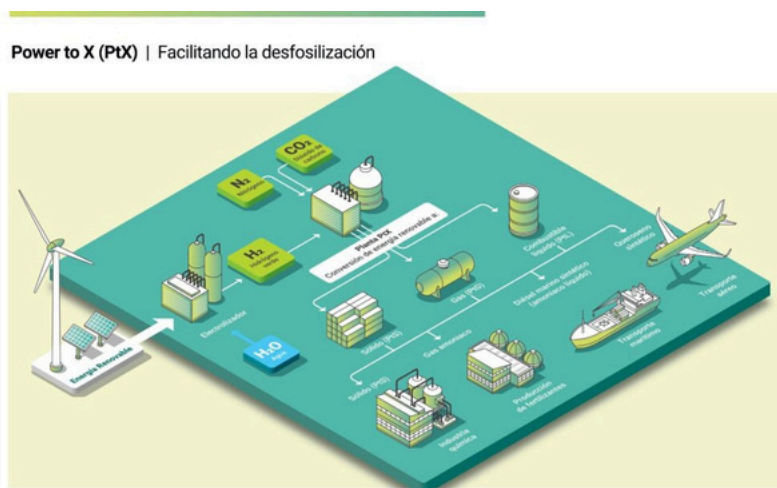 Power to X (PtX) | Facilitando la desfosilización
CO2
Dióxido de
carbono
N2
Nitrógeno
H2
Hidrógeno
verde
Planta PtX
Conversión de energía renovable a:
Combustible
líquido (PtL)
Queroseno
sintético
Gas (PtG)
Diésel marino sintético
(amoniaco líquido)
Transporte
aéreo
Electrolizador
H2O
Agua
Sólido (PtS)
Gas amoniaco
Transporte
marítimo
Energía Renovable
Sólido (PtS)
Producción
de fertilizantes
Industria
química